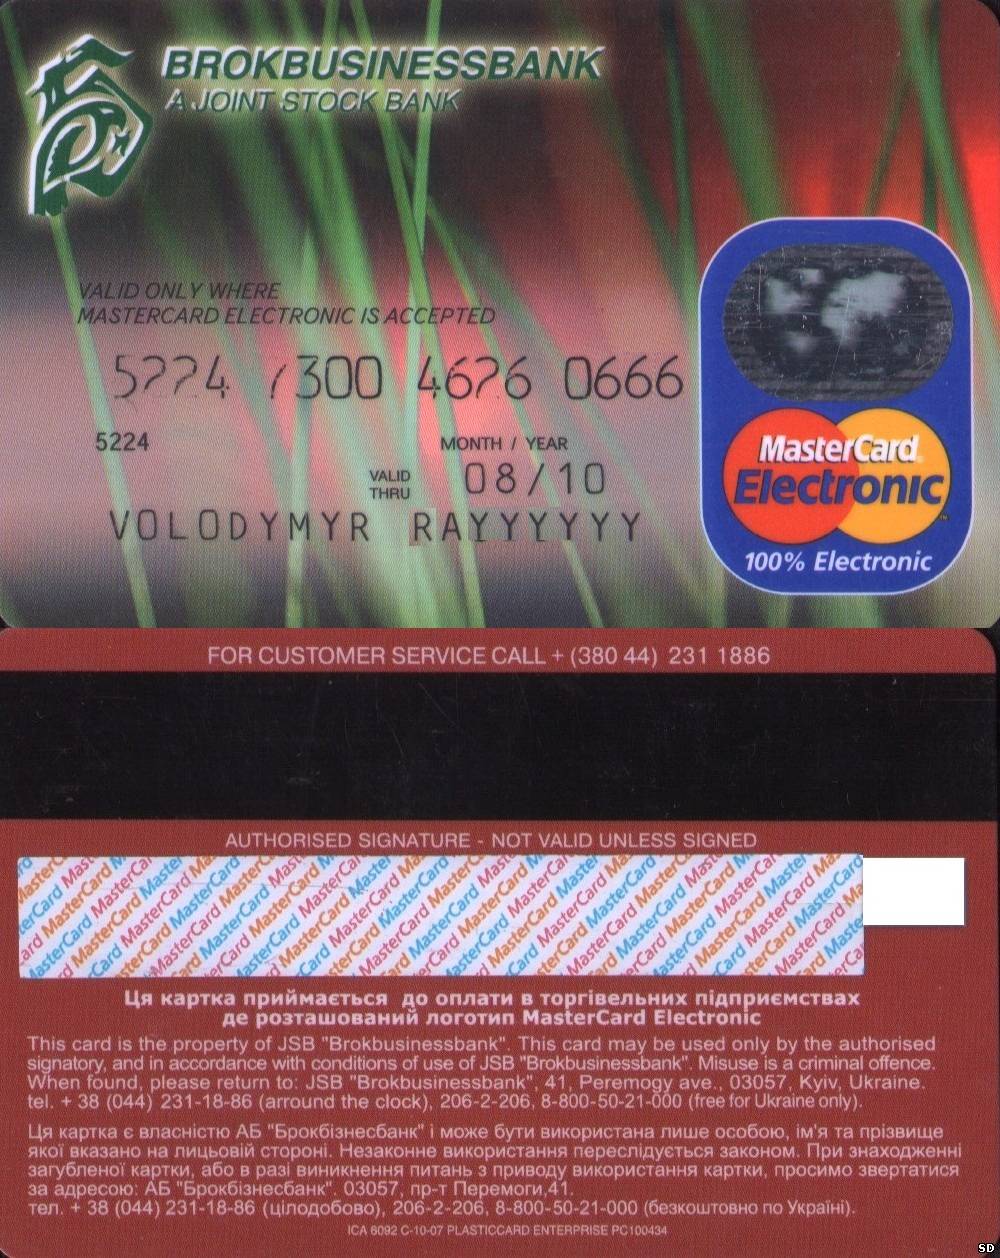 BROKBUSINESSBANK
A JOINT STOCK BANK
VALID ONLY WHERE
MASTERCARD ELECTRONIC IS ACCEPTED
5224 0666
5224
MONTH / YEAR
VALID THRU 08/10
VOLODYMYR
MasterCard
Electronic
100% Electronic
FOR CUSTOMER SERVICE CALL + (380 44) 231 1886
AUTHORISED SIGNATURE - NOT VALID UNLESS SIGNED
MasterCard MasterCard MasterCard
Ця картка приймається до оплати в торгівельних підприємствах
де розташований логотип MasterCard Electronic
This card is the property of JSB "Brokbusinessbank". This card may be used only by the authorised
signatory, and in accordance with conditions of use of JSB "Brokbusinessbank". Misuse is a criminal offence.
When found, please return to: JSB "Brokbusinessbank", 41, Peremogy ave., 03057, Kyiv, Ukraine.
tel. + 38 (044) 231-18-86 (arround the clock), 206-2-206, 8-800-50-21-000 (free for Ukraine only).
Ця картка є власністю АБ "Брокбізнесбанк" і може бути використана лише особою, ім'я та прізвище
якої вказано на лицьовій стороні. Незаконне використання переслідується законом. При знаходженні
загубленої картки, або в разі виникнення питань з приводу використання картки, просимо звертатися
за адресою: АБ "Брокбізнесбанк". 03057, пр-т Перемоги,41.
тел. + 38 (044) 231-18-86 (цілодобово), 206-2-206, 8-800-50-21-000 (безкоштовно по Україні).
ICA 6092 C-10-07 PLASTICCARD ENTERPRISE PC100434
SD